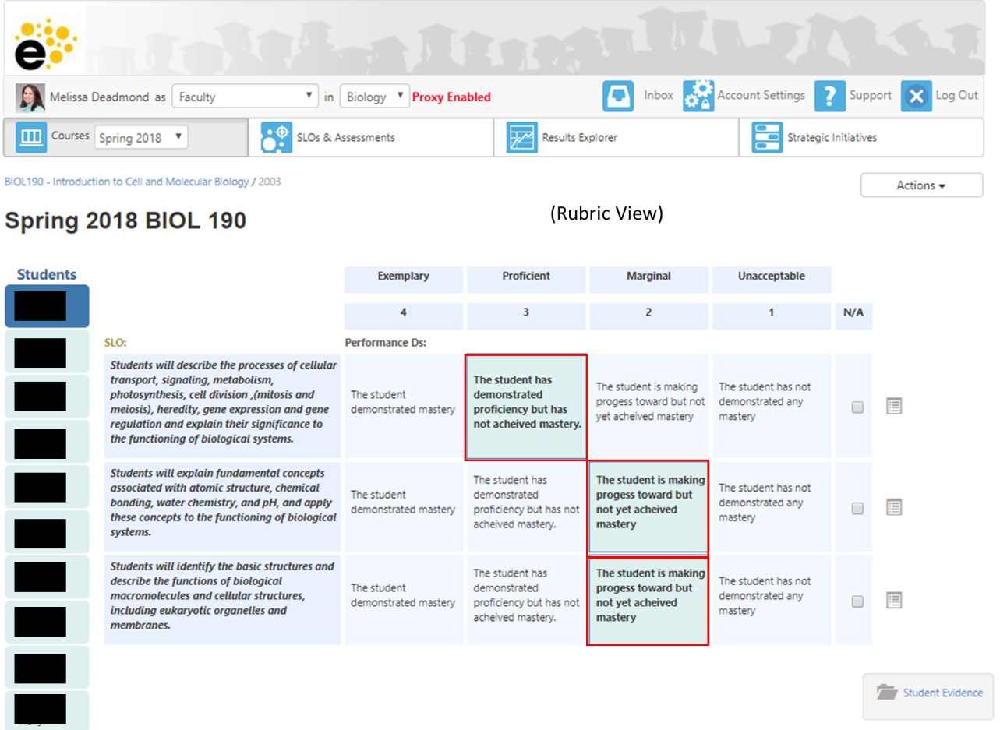 e
Melissa Deadmond as Faculty in Biology Proxy Enabled Inbox Account Settings ? Support Log Out
Courses Spring 2018 SLOs & Assessments Results Explorer Strategic Initiatives
BIOL190 - Introduction to Cell and Molecular Biology / 2003
Actions
(Rubric View)
Spring 2018 BIOL 190
Students
Exemplary Proficient Marginal Unacceptable
4 3 2 1 N/A
SLO: Performance Ds:
Students will describe the processes of cellular
transport, signaling, metabolism,
photosynthesis, cell division ,(mitosis and
meiosis), heredity, gene expression and gene
regulation and explain their significance to
the functioning of biological systems.
The student
demonstrated mastery
The student has
demonstrated
proficiency but has
not acheived mastery.
The student is making
progess toward but not
yet acheived mastery
The student has not
demonstrated any
mastery
Students will explain fundamental concepts
associated with atomic structure, chemical
bonding, water chemistry, and pH, and apply
these concepts to the functioning of biological
systems.
The student
demonstrated mastery
The student has
demonstrated
proficiency but has not
acheived mastery.
The student is making
progess toward but
not yet acheived
mastery
The student has not
demonstrated any
mastery
Students will identify the basic structures and
describe the functions of biological
macromolecules and cellular structures,
including eukaryotic organelles and
membranes.
The student
demonstrated mastery
The student has
demonstrated
proficiency but has not
acheived mastery.
The student is making
progess toward but
not yet acheived
mastery
The student has not
demonstrated any
mastery
Student Evidence